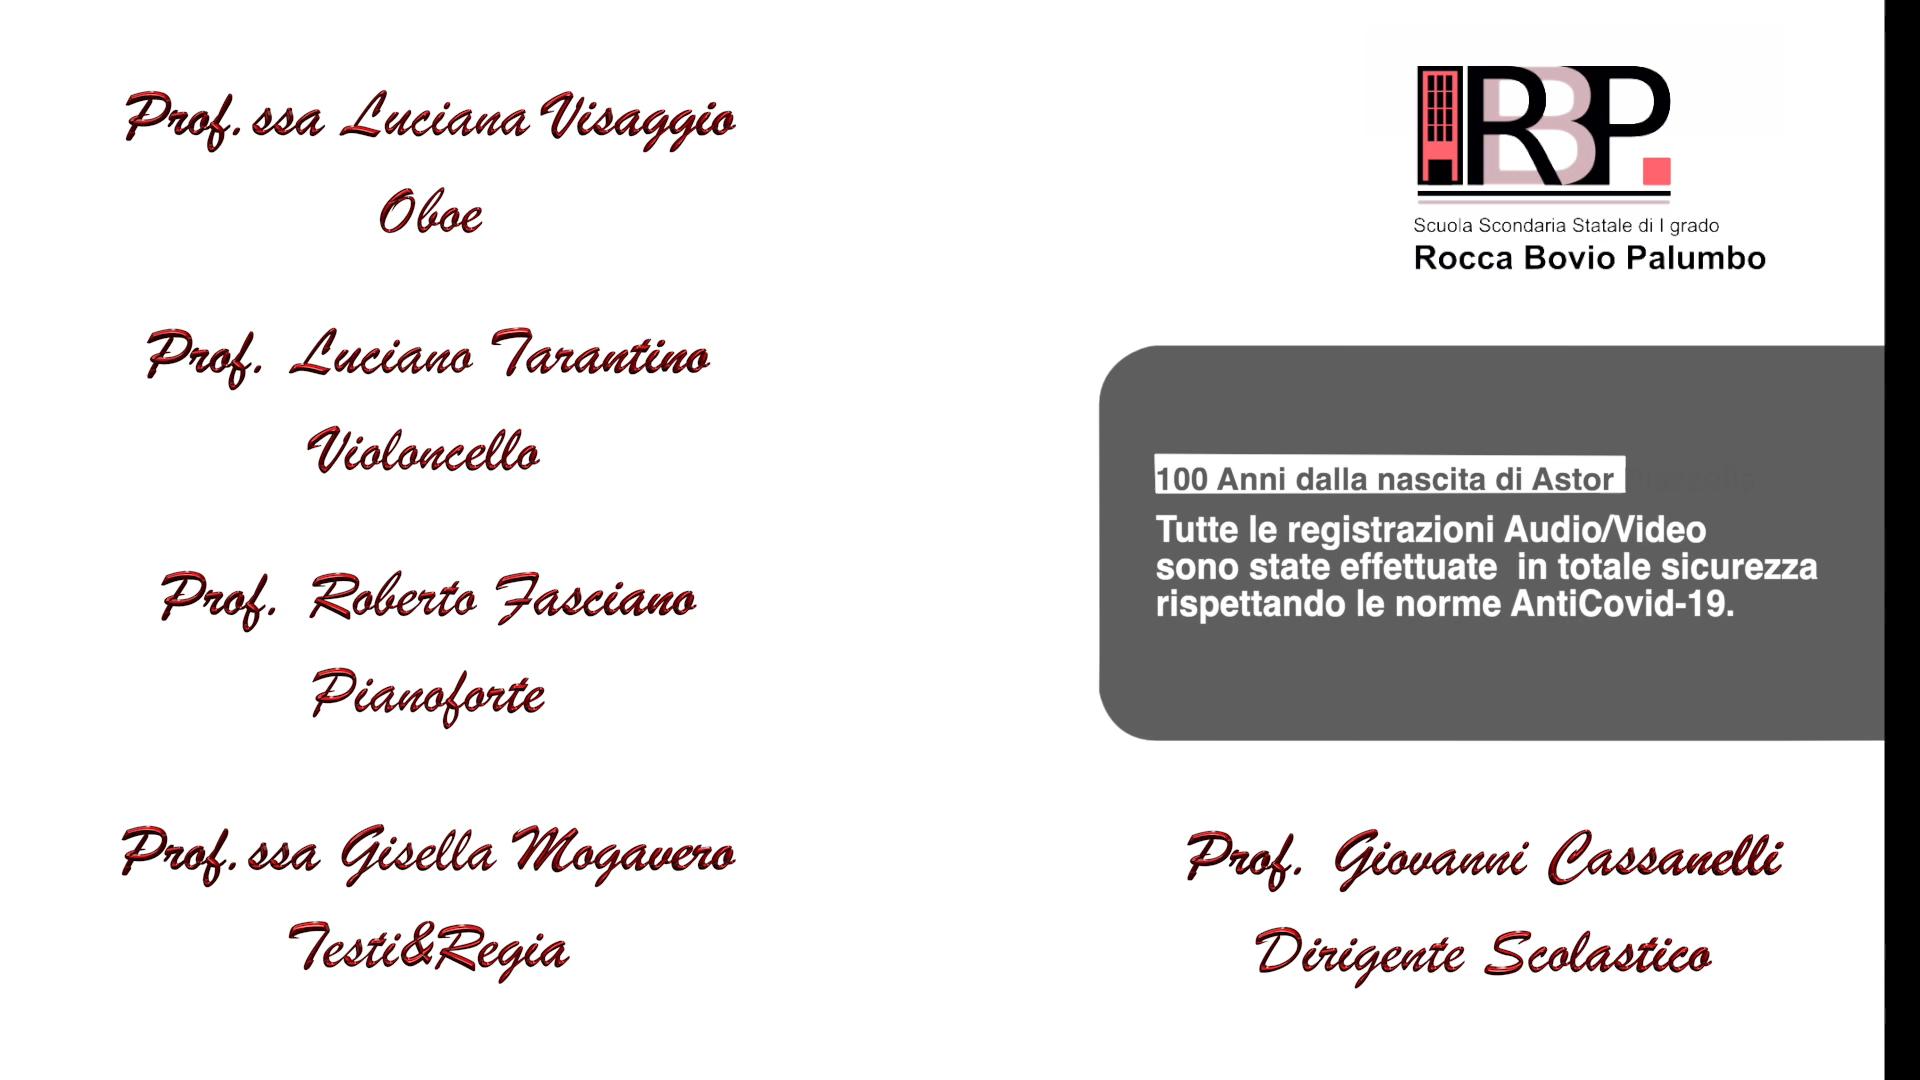 Prof.ssa Luciana Visaggio
Oboe
Prof. Luciano Tarantino
Violoncello
Prof. Roberto Fasciano
Pianoforte
Prof.ssa Gisella Mogavero
Testi&Regia
RBP.
Scuola Scondaria Statale di I grado
Rocca Bovio Palumbo
100 Anni dalla nascita di Astor
Tutte le registrazioni Audio/Video
sono state effettuate in totale sicurezza
rispettando le norme AntiCovid-19.
Prof. Giovanni Cassanelli
Dirigente Scolastico